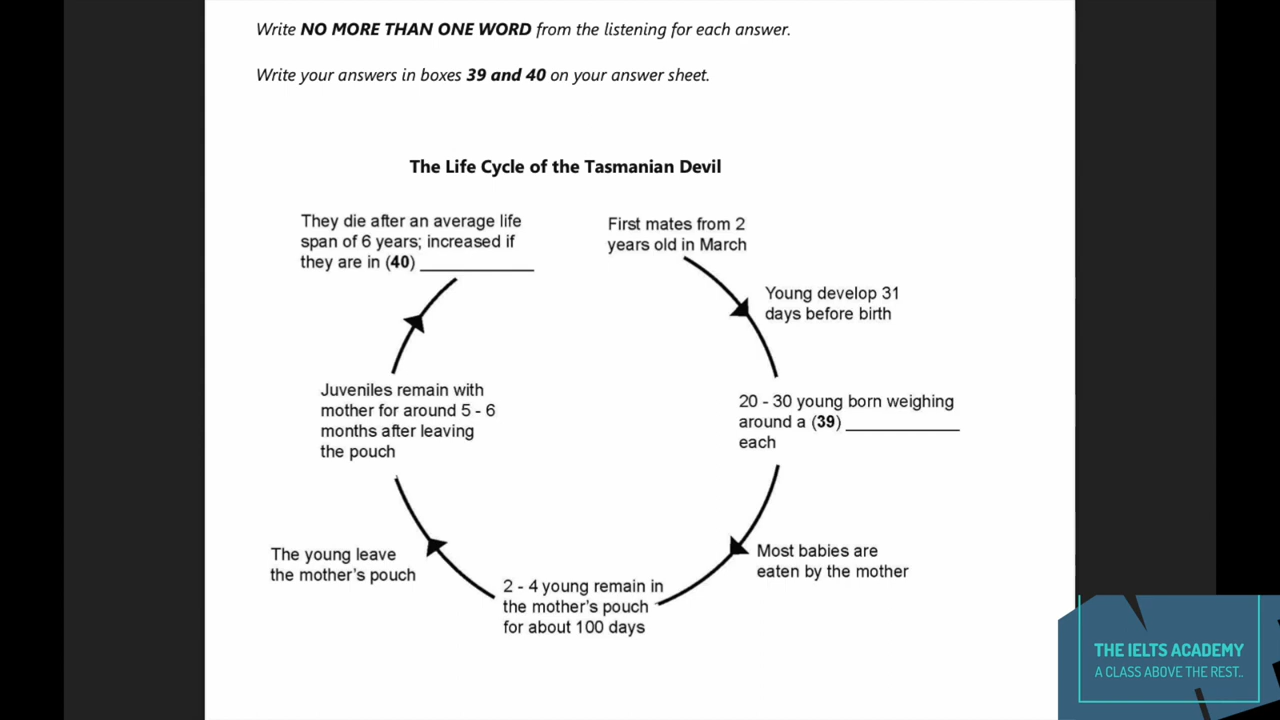 Write NO MORE THAN ONE WORD from the listening for each answer.
Write your answers in boxes 39 and 40 on your answer sheet.
The Life Cycle of the Tasmanian Devil
They die after an average life
span of 6 years; increased if
they are in (40) ____________
First mates from 2
years old in March
Young develop 31
days before birth
20 - 30 young born weighing
around a (39) ____________
each
Most babies are
eaten by the mother
2 - 4 young remain in
the mother's pouch
for about 100 days
The young leave
the mother's pouch
Juveniles remain with
mother for around 5 - 6
months after leaving
the pouch
THE IELTS ACADEMY
A CLASS ABOVE THE REST..